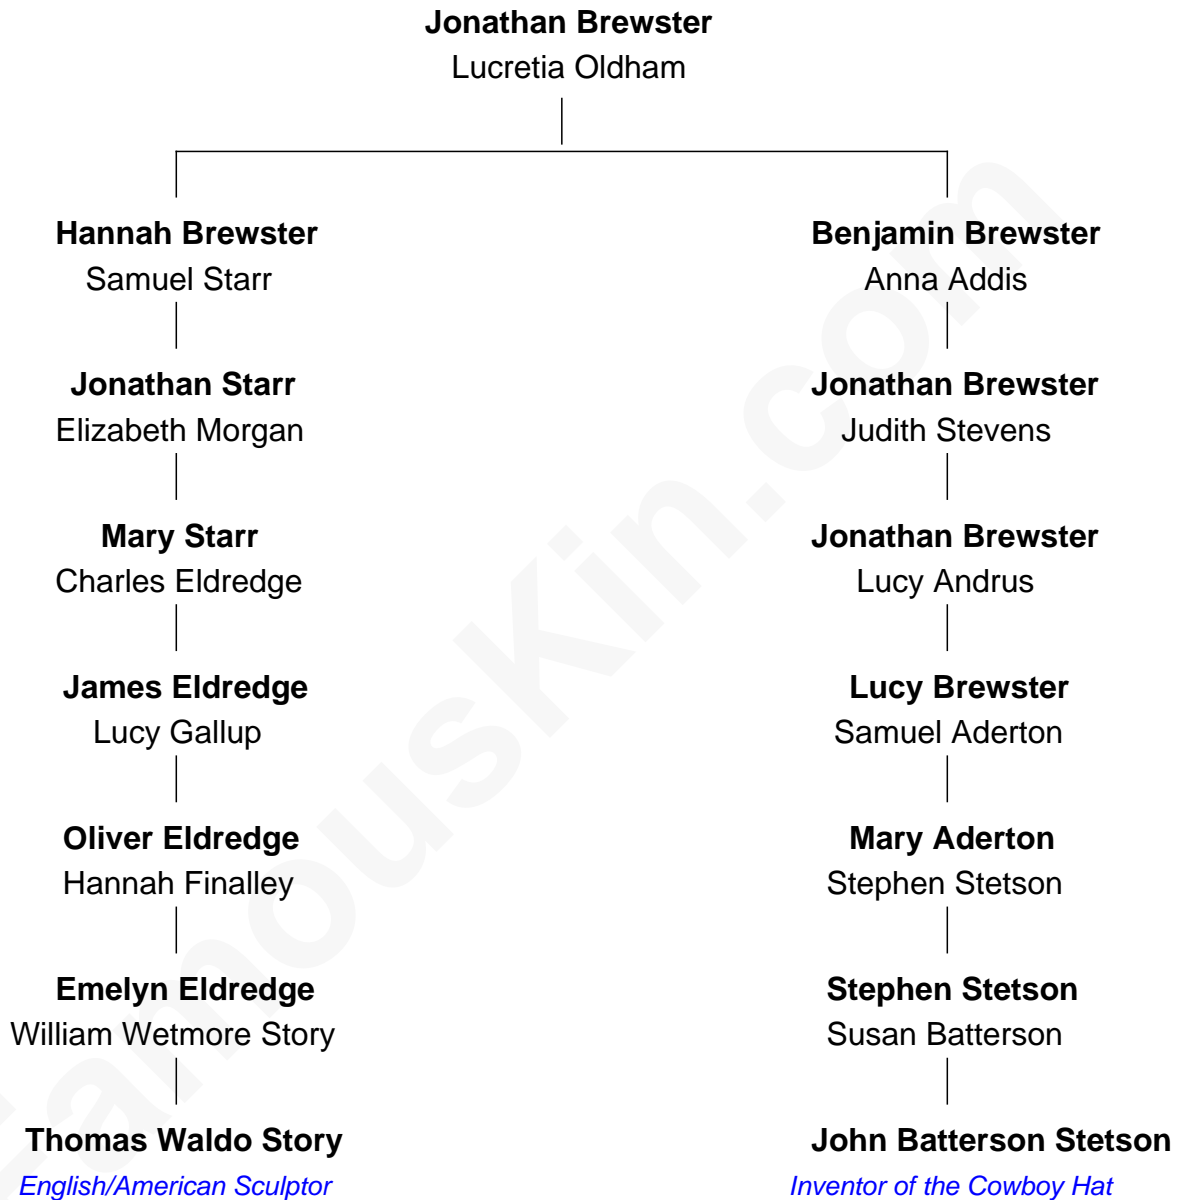 Jonathan Brewster
Lucretia Oldham
Hannah Brewster
Samuel Starr
Benjamin Brewster
Anna Addis
Jonathan Starr
Elizabeth Morgan
Jonathan Brewster
Judith Stevens
Mary Starr
Charles Eldredge
Jonathan Brewster
Lucy Andrus
James Eldredge
Lucy Gallup
Lucy Brewster
Samuel Aderton
Oliver Eldredge
Hannah Finalley
Mary Aderton
Stephen Stetson
Emelyn Eldredge
William Wetmore Story
Stephen Stetson
Susan Batterson
Thomas Waldo Story
English/American Sculptor
John Batterson Stetson
Inventor of the Cowboy Hat
FamousKin.com